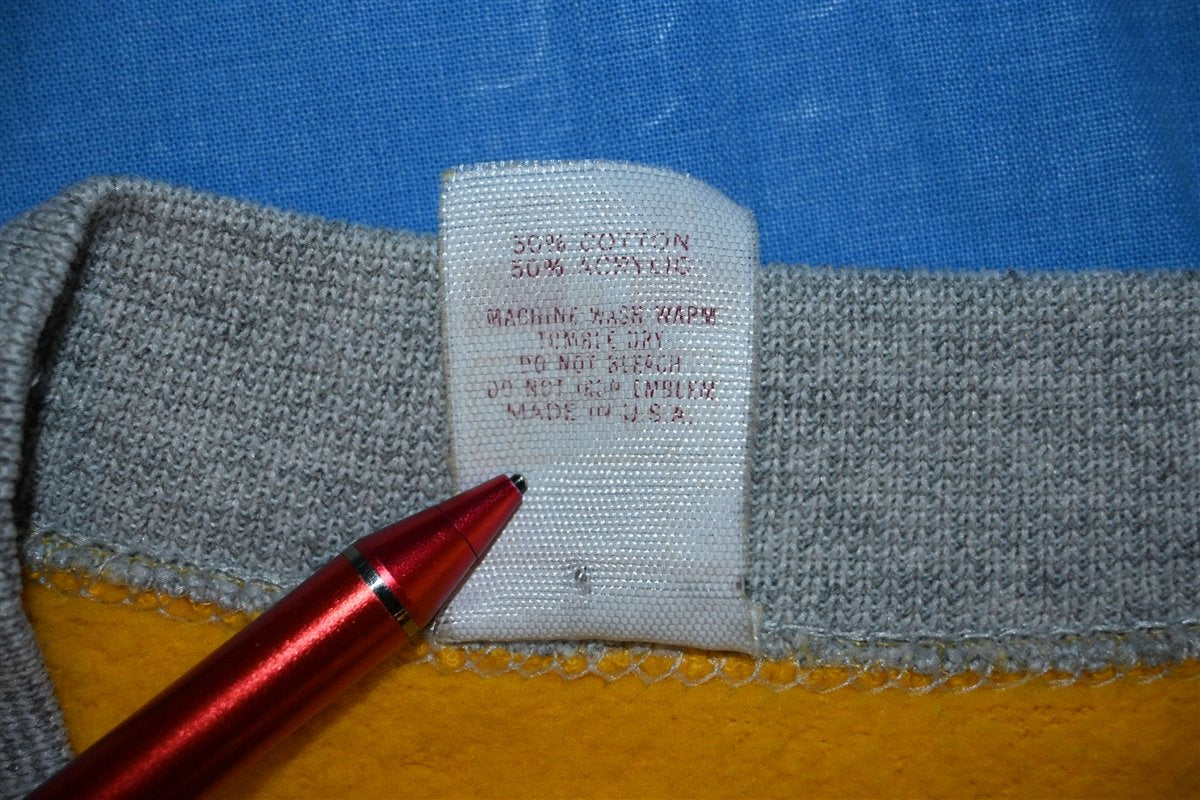 50% COTTON
50% ACRYLIC
MACHINE WASH WARM
TUMBLE DRY
DO NOT BLEACH
DO NOT IRON EMBLEM
MADE IN U.S.A.